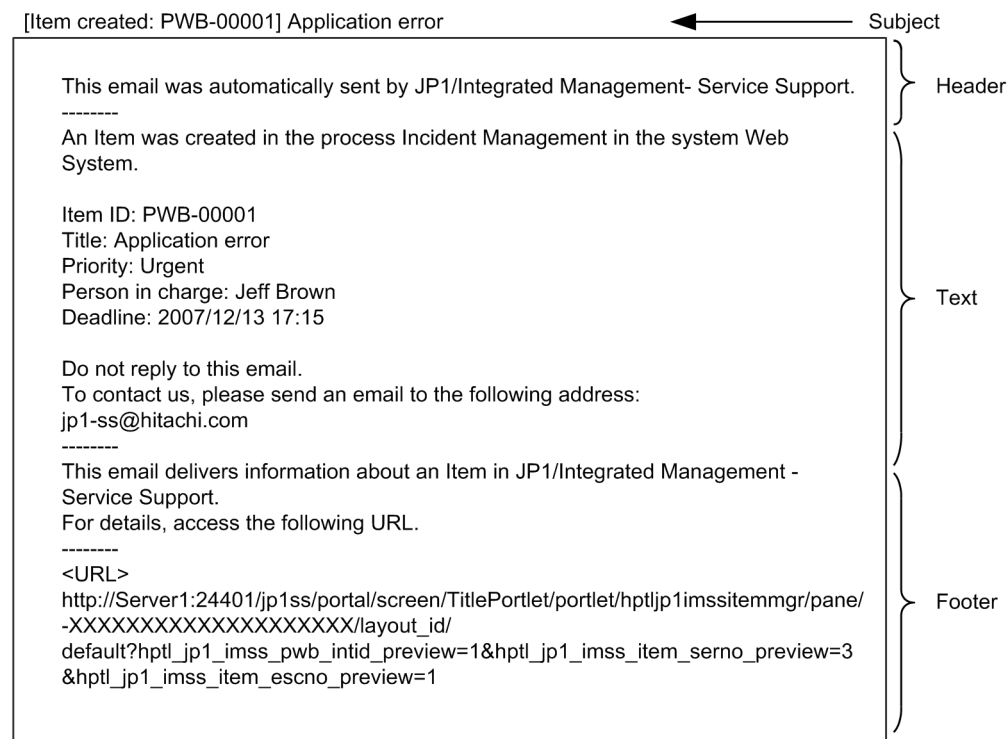 [Item created: PWB-00001] Application error
Subject
This email was automatically sent by JP1/Integrated Management- Service Support.
Header
--------
An Item was created in the process Incident Management in the system Web
System.
Item ID: PWB-00001
Title: Application error
Priority: Urgent
Person in charge: Jeff Brown
Text
Deadline: 2007/12/13 17:15
Do not reply to this email.
To contact us, please send an email to the following address:
jp1-ss@hitachi.com
--------
This email delivers information about an Item in JP1/Integrated Management -
Service Support.
For details, access the following URL.
--------
<URL>
http://Server1:24401/jp1ss/portal/screen/TitlePortlet/portlet/hptljp1imssitemmgr/pane/
Footer
-XXXXXXXXXXXXXXXXXXXX/layout_id/
default?hptl_jp1_imss_pwb_intid_preview=1&hptl_jp1_imss_item_serno_preview=3
&hptl_jp1_imss_item_escno_preview=1